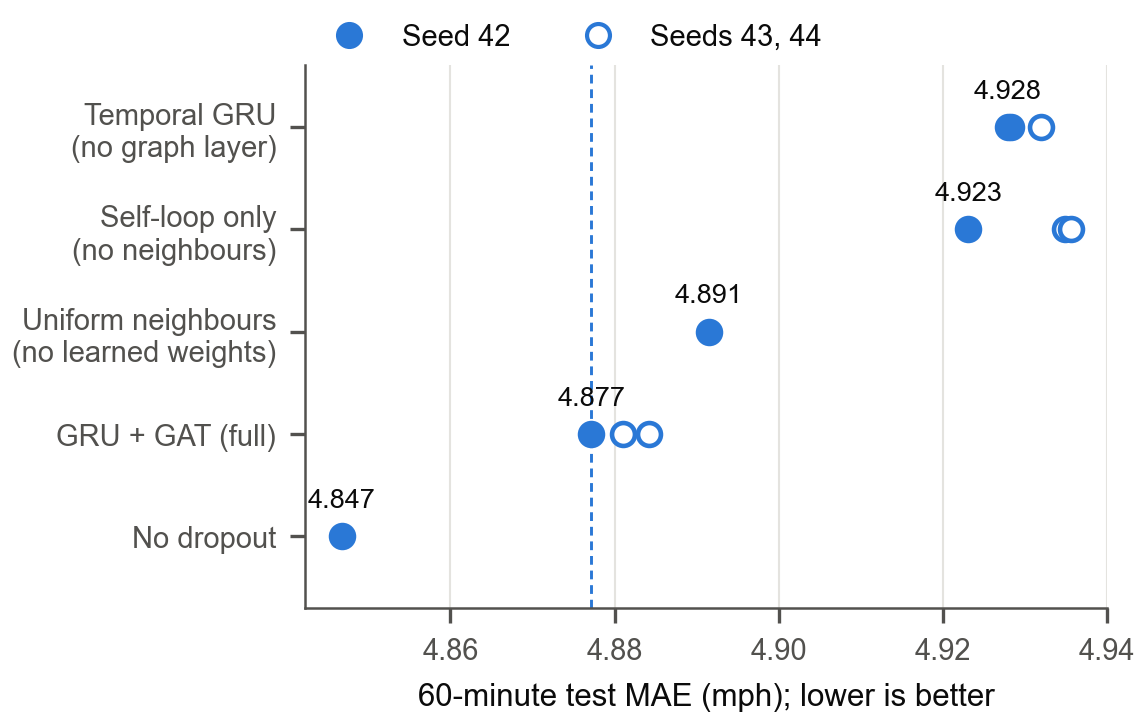 Seed 42
Seeds 43, 44
Temporal GRU
(no graph layer)
4.928
Self-loop only
(no neighbours)
4.923
Uniform neighbours
(no learned weights)
4.891
GRU + GAT (full)
4.877
No dropout
4.847
4.86 4.88 4.90 4.92 4.94
60-minute test MAE (mph); lower is better